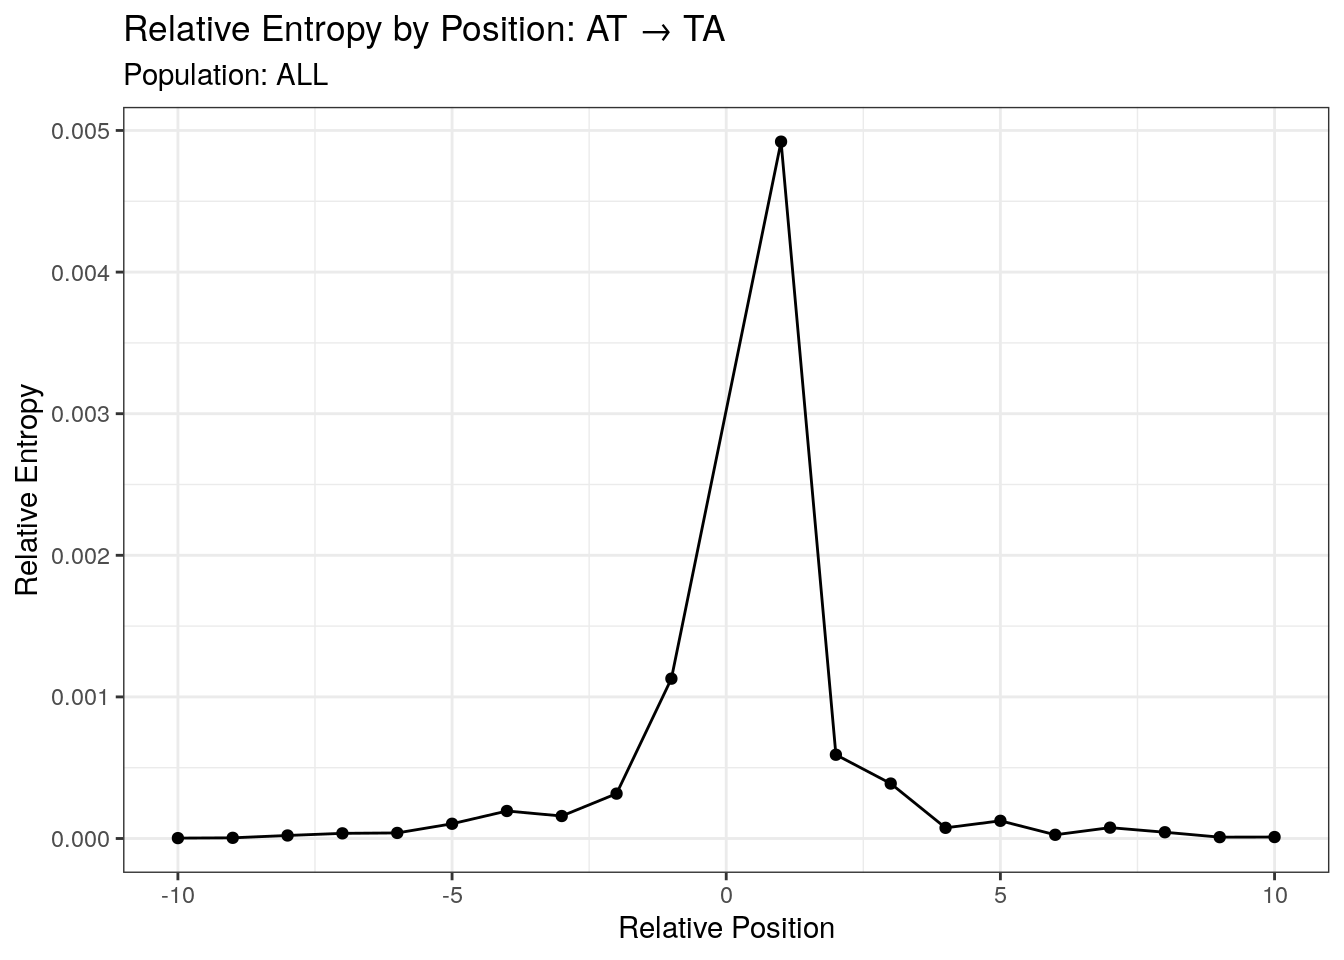 Relative Entropy by Position: AT → TA
Population: ALL
0.005
0.004
0.003
0.002
0.001
0.000
Relative Entropy
-10 -5 0 5 10
Relative Position